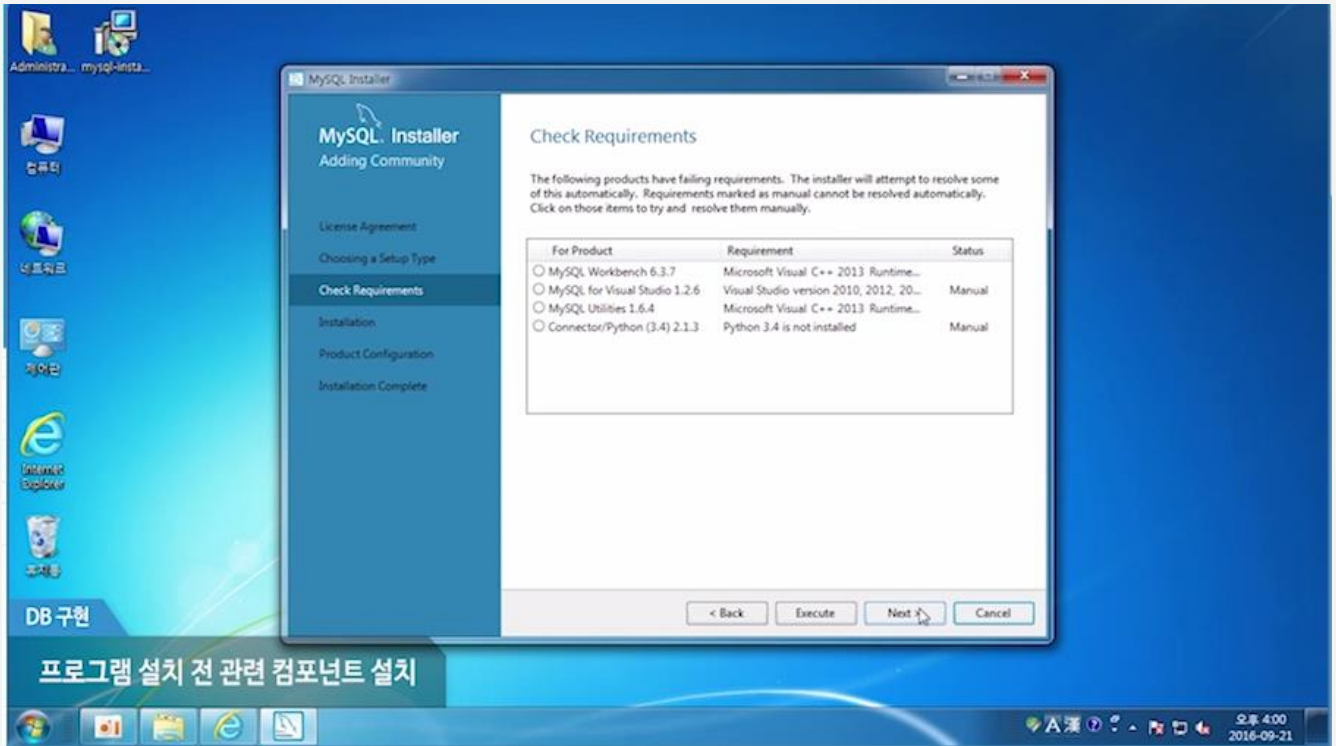 Administra...
mysql-insta...
컴퓨터
네트워크
제어판
Internet
Explorer
휴지통
MySQL Installer
MySQL. Installer
Adding Community
License Agreement
Choosing a Setup Type
Check Requirements
Installation
Product Configuration
Installation Complete
Check Requirements
The following products have failing requirements. The installer will attempt to resolve some
of this automatically. Requirements marked as manual cannot be resolved automatically.
Click on those items to try and resolve them manually.
For Product Requirement Status
MySQL Workbench 6.3.7 Microsoft Visual C++ 2013 Runtime...
MySQL for Visual Studio 1.2.6 Visual Studio version 2010, 2012, 20... Manual
MySQL Utilities 1.6.4 Microsoft Visual C++ 2013 Runtime...
Connector/Python (3.4) 2.1.3 Python 3.4 is not installed Manual
< Back Execute Next > Cancel
DB 구현
프로그램 설치 전 관련 컴포넌트 설치
A 漢
오후 4:00
2016-09-21